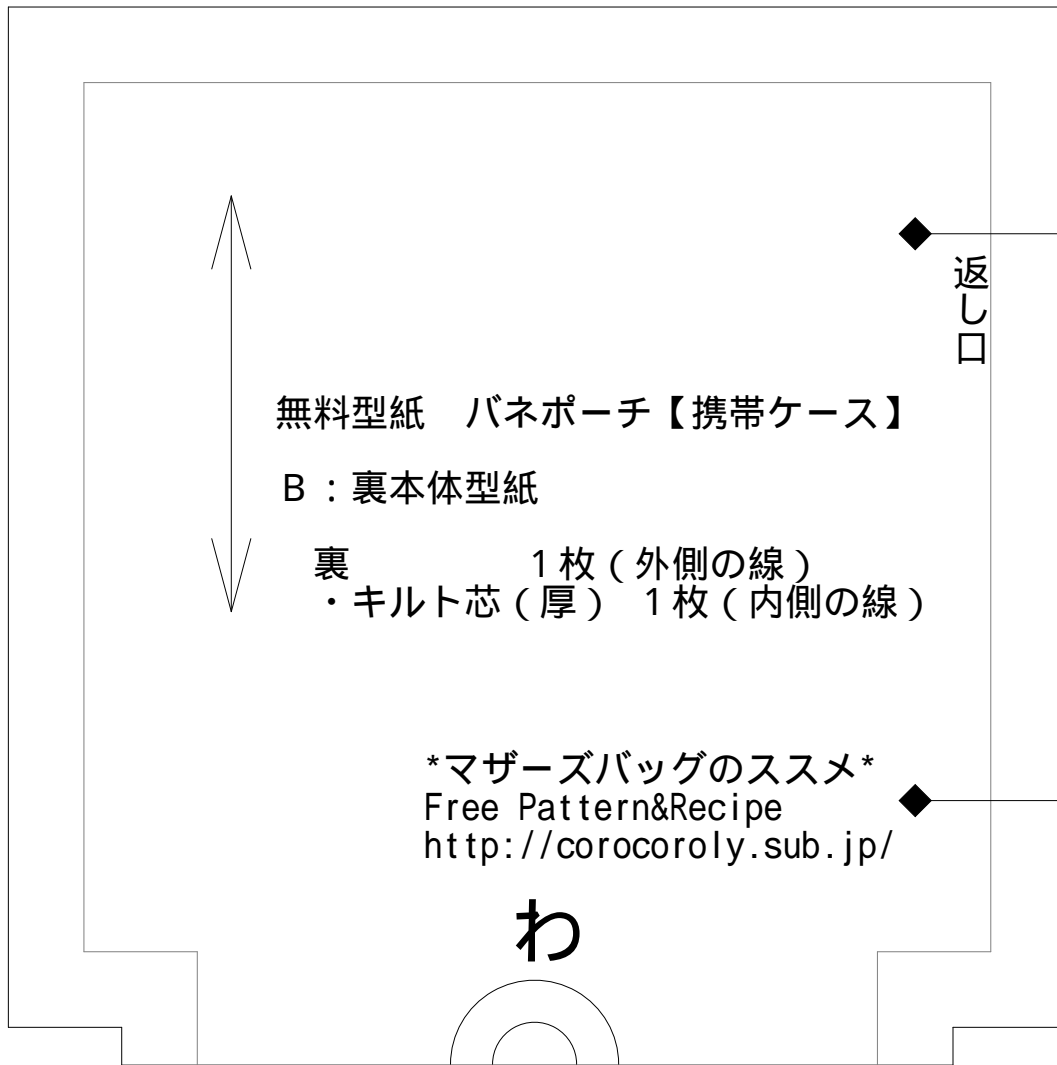 返し口
無料型紙　バネポーチ【携帯ケース】
B：裏本体型紙
裏　　　　　1枚(外側の線)
・キルト芯(厚)　1枚(内側の線)
*マザーズバッグのススメ*
Free Pattern&Recipe
http://corocoroly.sub.jp/
わ